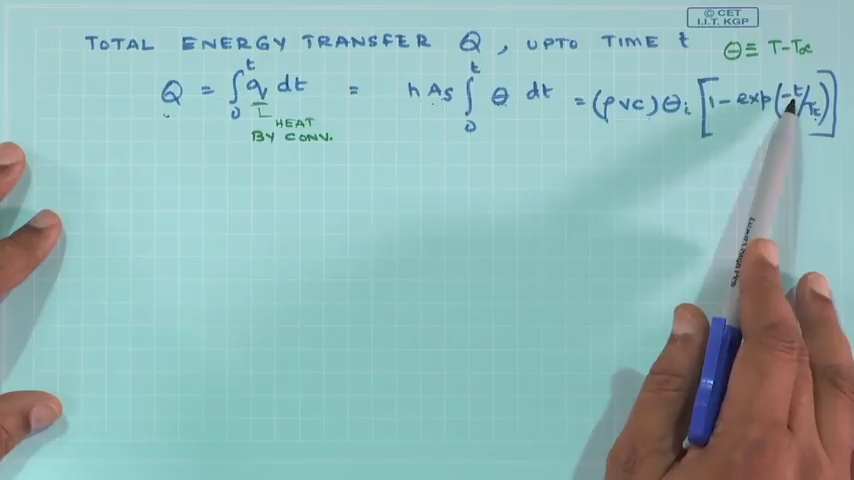 © CET
I.I.T. KGP
TOTAL ENERGY TRANSFER Q, UPTO TIME t
θ ≡ T-T∞
Q = ∫₀ᵗ q dt = hAs ∫₀ᵗ θ dt = (ρVC) θi [1 - exp(-t/τt)]
HEAT
BY CONV.